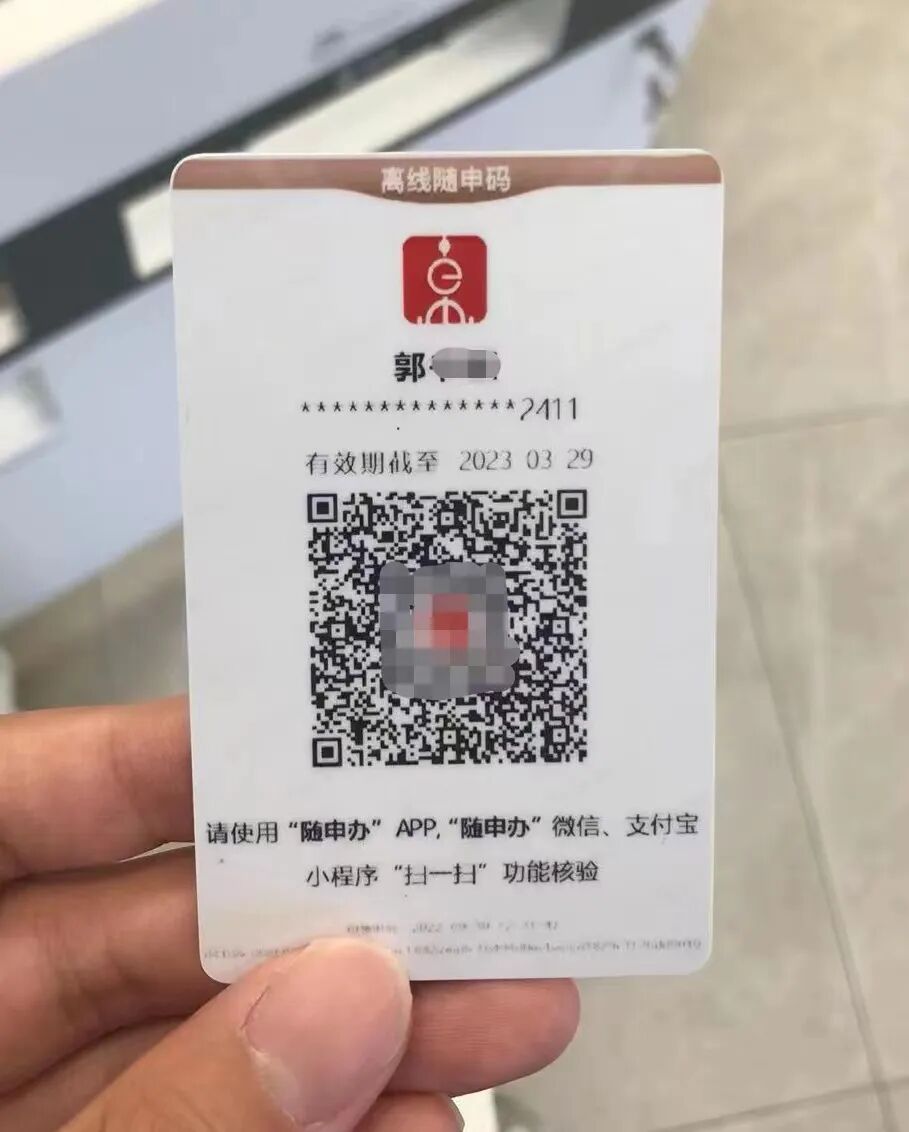 离线随申码
郭
**************2411
有效期截至 2023 03 29
请使用“随申办”APP,“随申办”微信、支付宝
小程序“扫一扫”功能核验